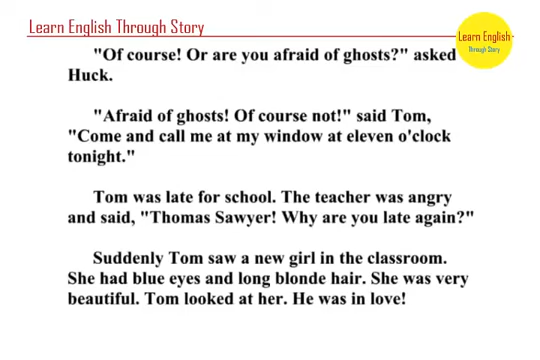 Learn English Through Story
Learn English
Through Story
"Of course! Or are you afraid of ghosts?" asked
Huck.
"Afraid of ghosts! Of course not!" said Tom,
"Come and call me at my window at eleven o'clock
tonight."
Tom was late for school. The teacher was angry
and said, "Thomas Sawyer! Why are you late again?"
Suddenly Tom saw a new girl in the classroom.
She had blue eyes and long blonde hair. She was very
beautiful. Tom looked at her. He was in love!